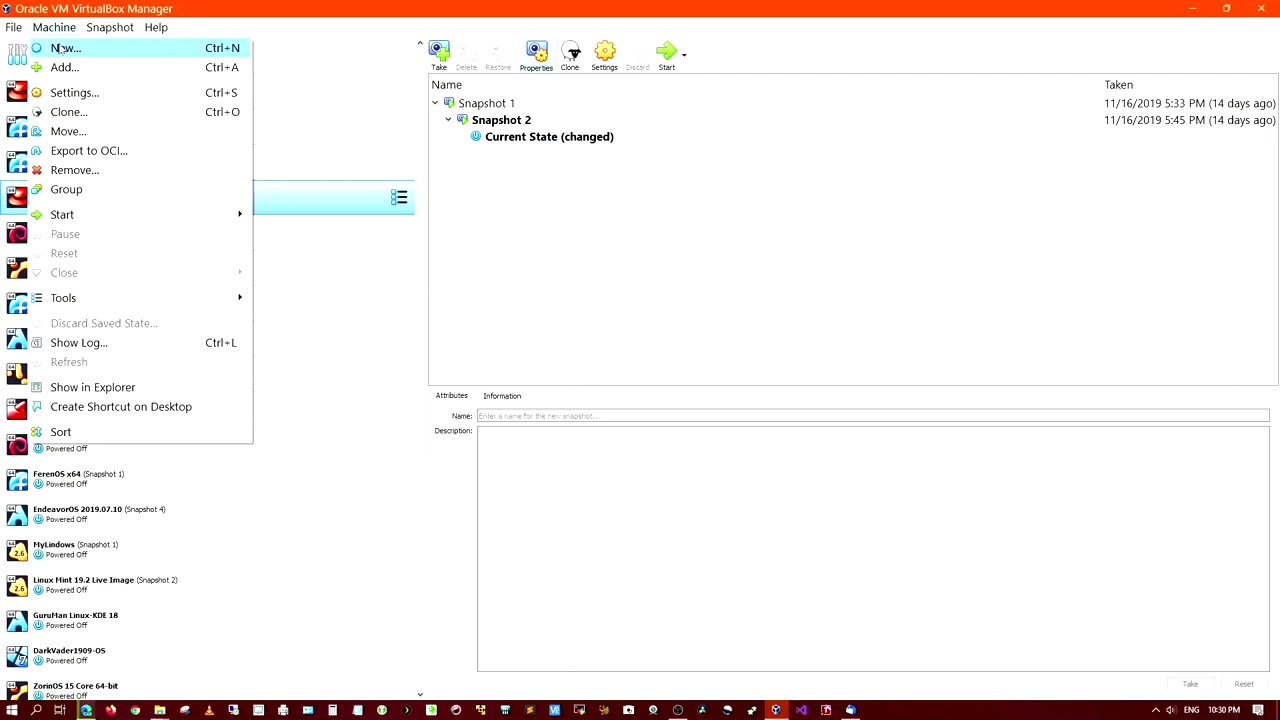 Oracle VM VirtualBox Manager
File Machine Snapshot Help
New... Ctrl+N
Add... Ctrl+A
Settings... Ctrl+S
Clone... Ctrl+O
Move...
Export to OCI...
Remove...
Group
Start
Pause
Reset
Close
Tools
Discard Saved State...
Show Log... Ctrl+L
Refresh
Show in Explorer
Create Shortcut on Desktop
Sort
Powered Off
FerenOS x64 (Snapshot 1)
Powered Off
EndeavorOS 2019.07.10 (Snapshot 4)
Powered Off
MyLindows (Snapshot 1)
Powered Off
Linux Mint 19.2 Live Image (Snapshot 2)
Powered Off
GuruMan Linux-KDE 18
Powered Off
DarkVader1909-OS
Powered Off
ZorinOS 15 Core 64-bit
Powered Off
Take Delete Restore Properties Clone Settings Discard Start
Name Taken
Snapshot 1 11/16/2019 5:33 PM (14 days ago)
Snapshot 2 11/16/2019 5:45 PM (14 days ago)
Current State (changed)
Attributes Information
Name: Enter a name for the new snapshot...
Description:
Take Reset
10:30 PM